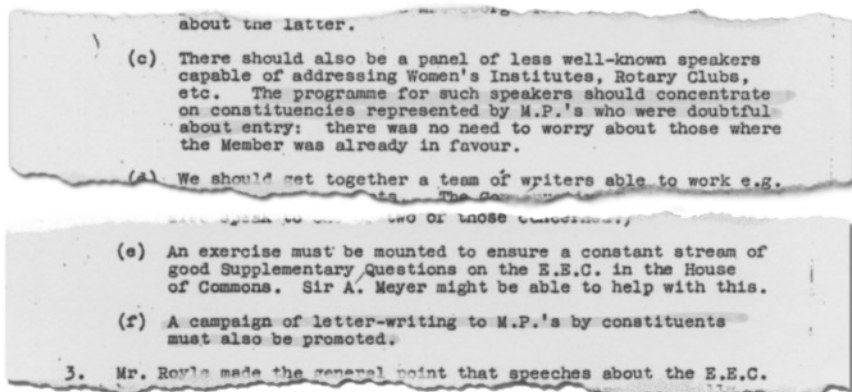 about the latter.
(c) There should also be a panel of less well-known speakers
capable of addressing Women's Institutes, Rotary Clubs,
etc. The programme for such speakers should concentrate
on constituencies represented by M.P.'s who were doubtful
about entry: there was no need to worry about those where
the Member was already in favour.
(d) We should get together a team of writers able to work e.g.
The
speak to one or two of those concerned.)
(e) An exercise must be mounted to ensure a constant stream of
good Supplementary Questions on the E.E.C. in the House
of Commons. Sir A. Meyer might be able to help with this.
(f) A campaign of letter-writing to M.P.'s by constituents
must also be promoted.
3. Mr. Royle made the general point that speeches about the E.E.C.